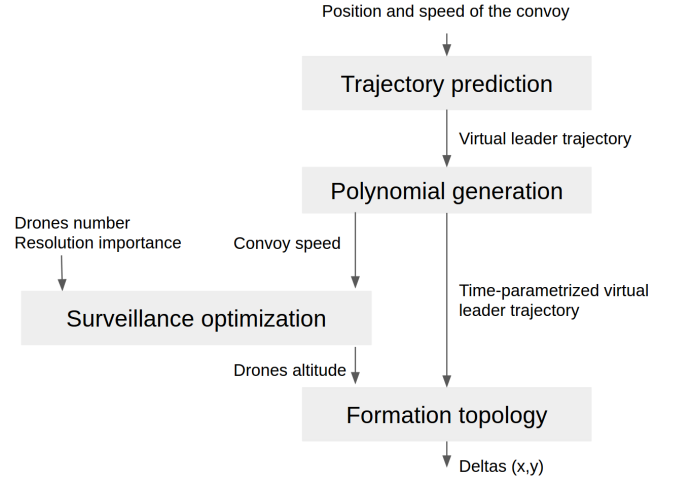 Position and speed of the convoy
Trajectory prediction
Virtual leader trajectory
Polynomial generation
Drones number
Resolution importance
Convoy speed
Time-parametrized virtual
leader trajectory
Surveillance optimization
Drones altitude
Formation topology
Deltas (x,y)